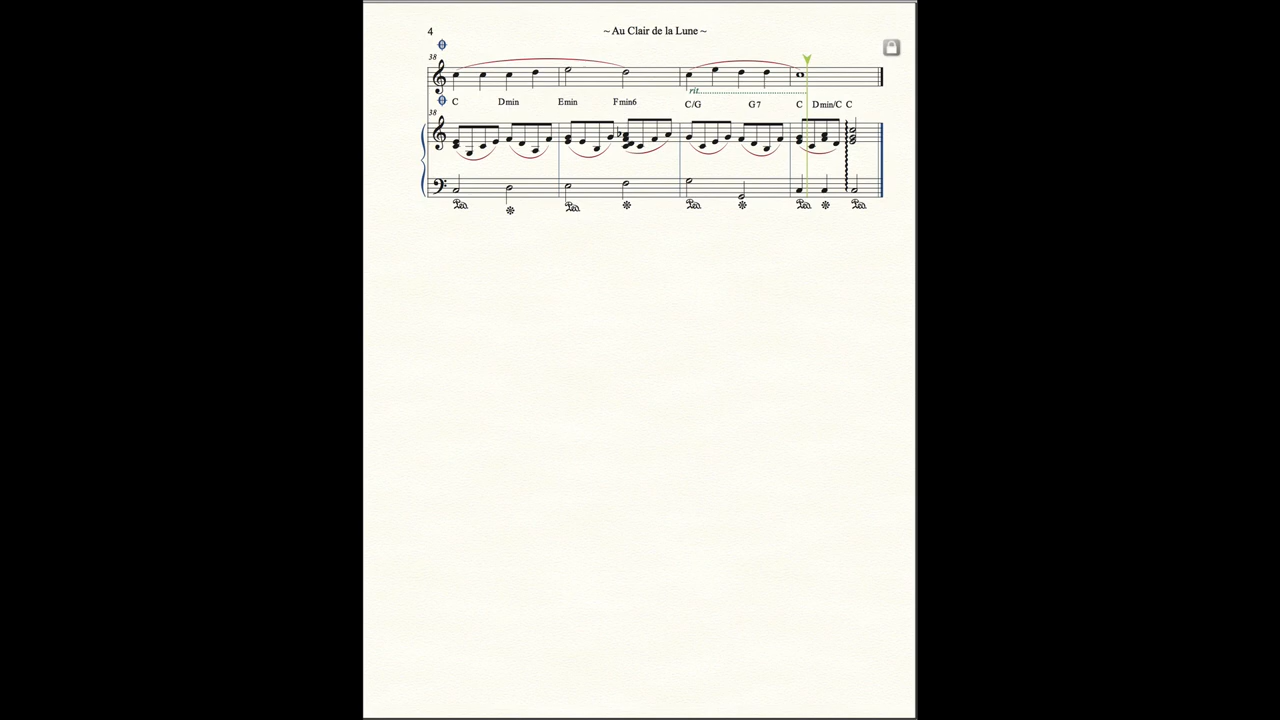 4
~ Au Clair de la Lune ~
38
rit.
C Dmin Emin Fmin6 C/G G7 C Dmin/C C
38